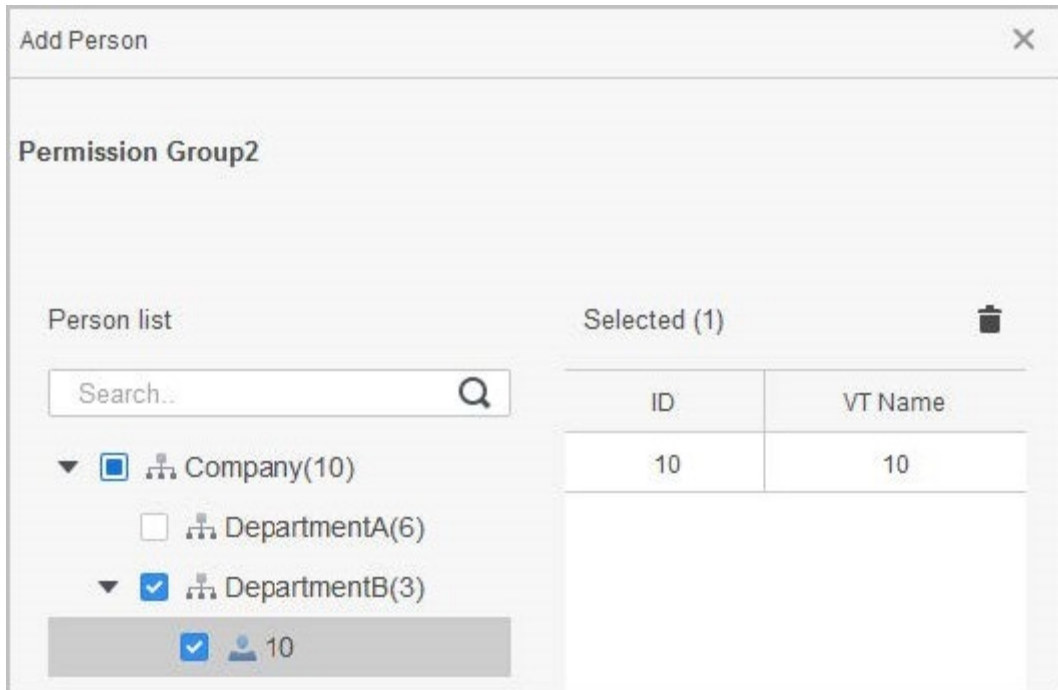 Add Person
Permission Group2
Person list
Search..
Company(10)
DepartmentA(6)
DepartmentB(3)
10
Selected (1)
ID VT Name
10 10